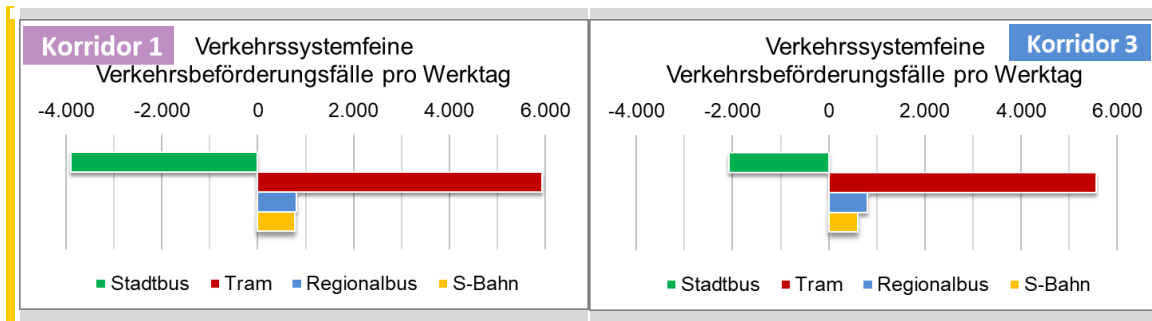 Korridor 1
Verkehrssystemfeine
Verkehrsbeförderungsfälle pro Werktag
-4.000 -2.000 0 2.000 4.000 6.000
Stadtbus Tram Regionalbus S-Bahn
Korridor 3
Verkehrssystemfeine
Verkehrsbeförderungsfälle pro Werktag
-4.000 -2.000 0 2.000 4.000 6.000
Stadtbus Tram Regionalbus S-Bahn